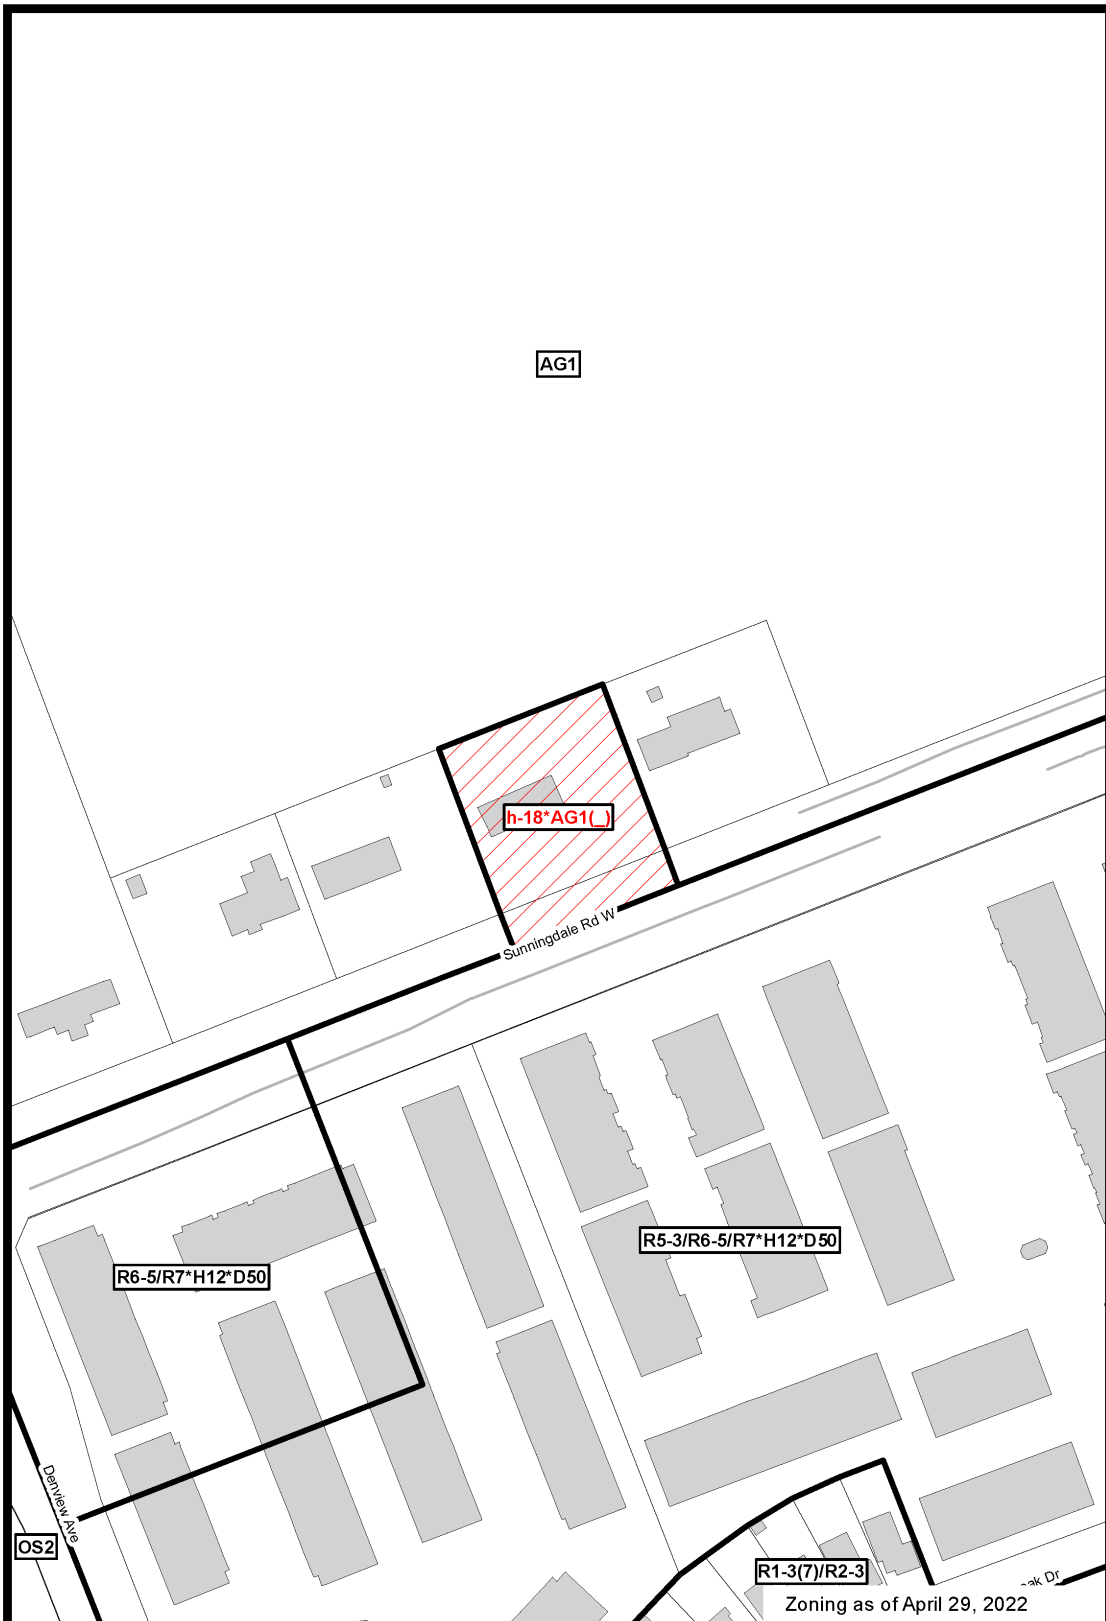 AG1
h-18*AG1(_)
Sunningdale Rd W
R5-3/R6-5/R7*H12*D50
R6-5/R7*H12*D50
Denview Ave
OS2
R1-3(7)/R2-3
Dr
Zoning as of April 29, 2022